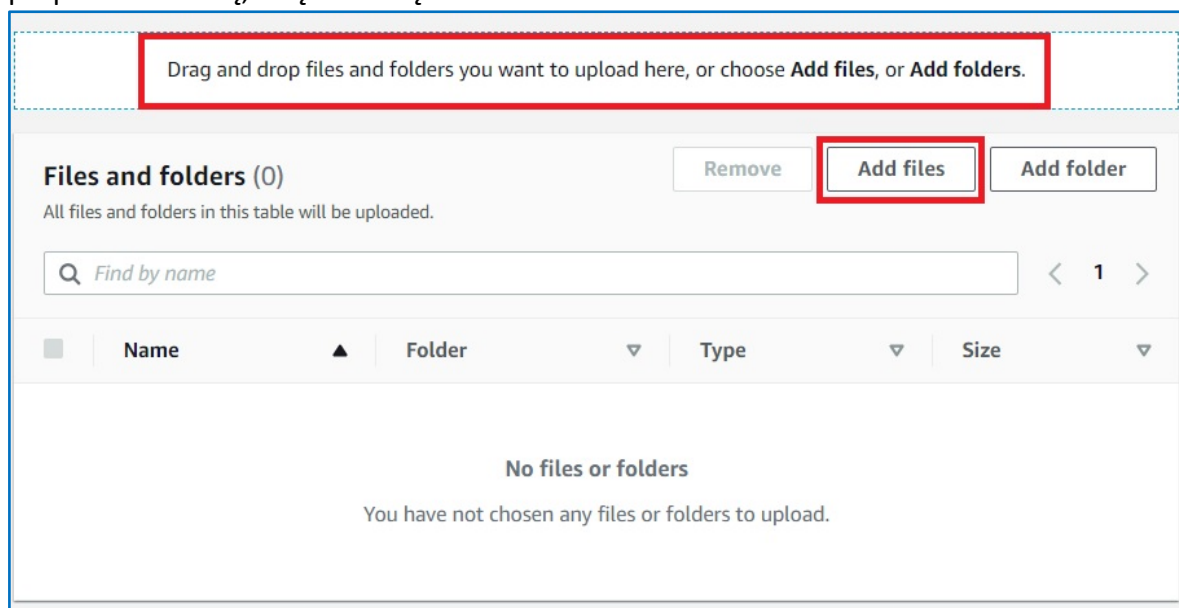 Drag and drop files and folders you want to upload here, or choose Add files, or Add folders.
Files and folders (0)
Remove
Add files
Add folder
All files and folders in this table will be uploaded.
Find by name
1
Name
Folder
Type
Size
No files or folders
You have not chosen any files or folders to upload.